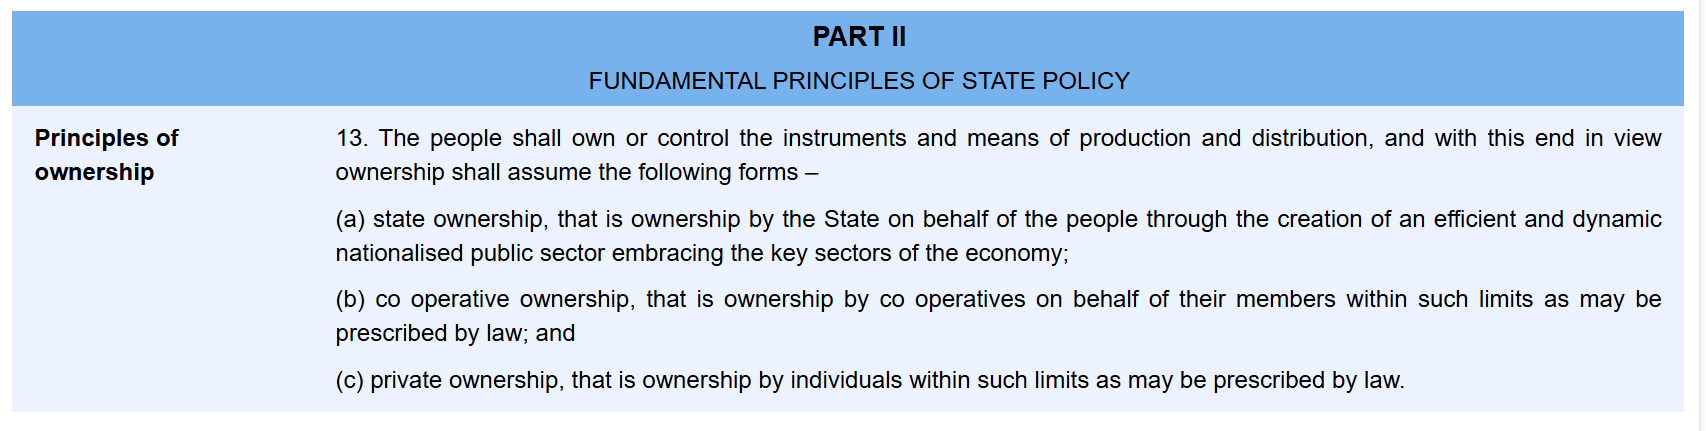 PART II
FUNDAMENTAL PRINCIPLES OF STATE POLICY
Principles of
ownership
13. The people shall own or control the instruments and means of production and distribution, and with this end in view
ownership shall assume the following forms –
(a) state ownership, that is ownership by the State on behalf of the people through the creation of an efficient and dynamic
nationalised public sector embracing the key sectors of the economy;
(b) co operative ownership, that is ownership by co operatives on behalf of their members within such limits as may be
prescribed by law; and
(c) private ownership, that is ownership by individuals within such limits as may be prescribed by law.